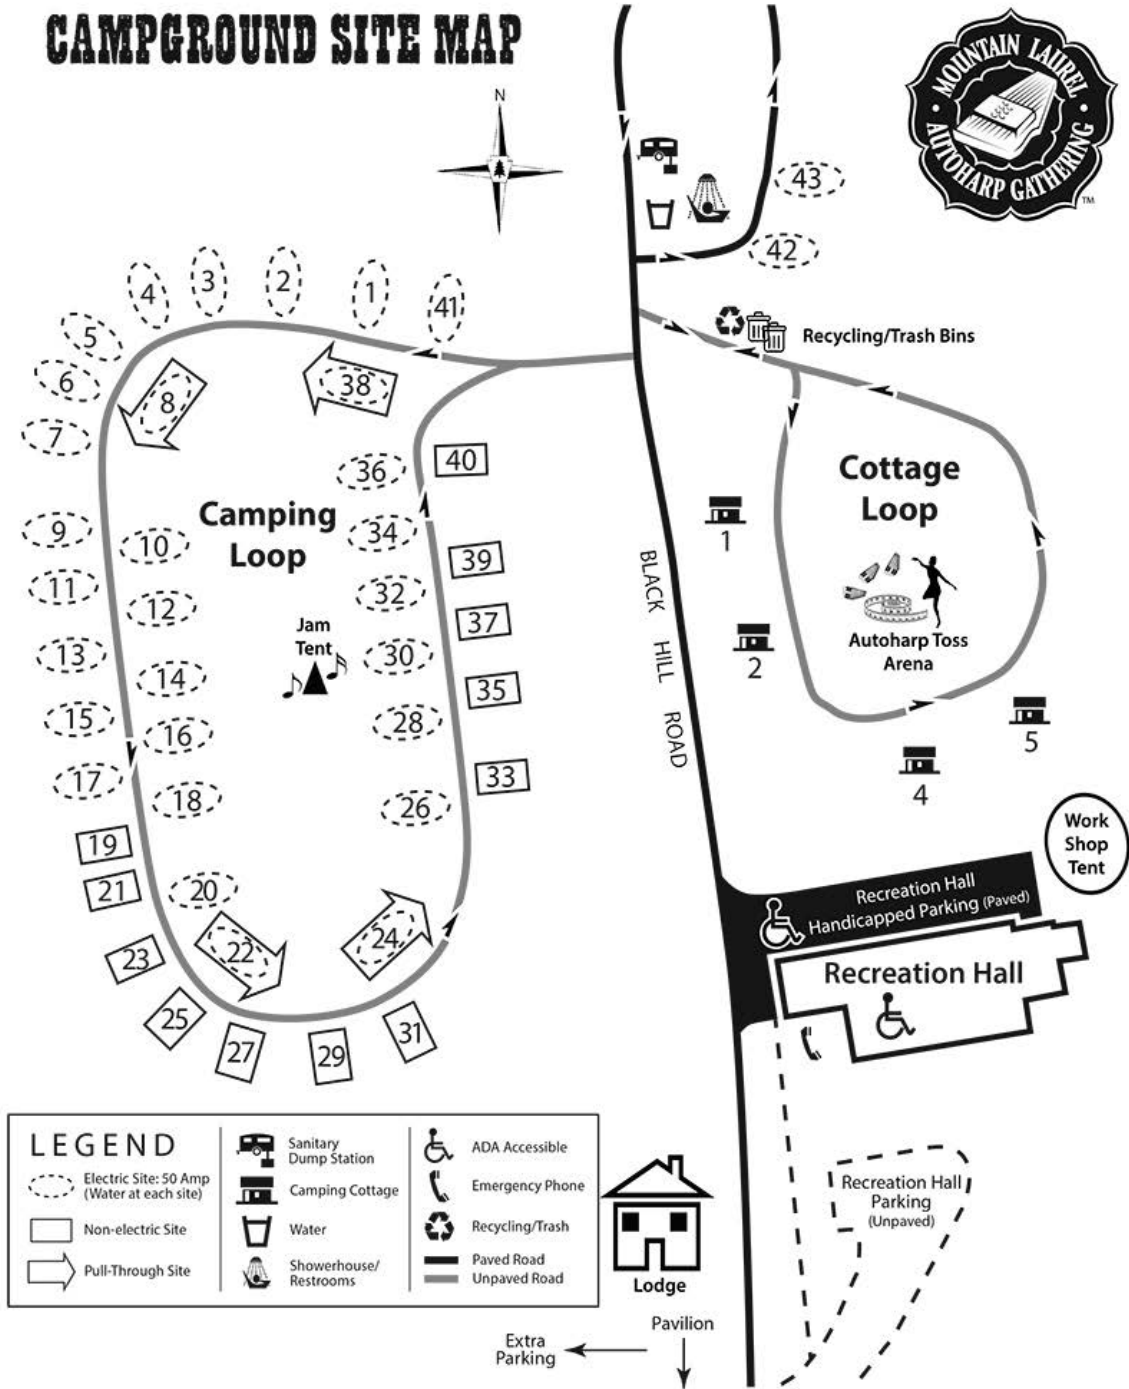 CAMPGROUND SITE MAP
MOUNTAIN LAUREL
AUTOHARP GATHERING
TM
N
43
42
41
1
2
3
4
5
6
7
8
38
Recycling/Trash Bins
36
40
Camping
Loop
Cottage
Loop
9
10
34
1
39
11
12
32
37
BLACK HILL ROAD
Jam
Tent
Autoharp Toss
Arena
13
14
30
35
2
15
16
28
5
17
18
26
33
4
19
21
20
Work
Shop
Tent
Recreation Hall
Handicapped Parking (Paved)
23
22
24
Recreation Hall
25
27
29
31
LEGEND
Electric Site: 50 Amp
(Water at each site)
Non-electric Site
Pull-Through Site
Sanitary
Dump Station
Camping Cottage
Water
Showerhouse/
Restrooms
ADA Accessible
Emergency Phone
Recycling/Trash
Paved Road
Unpaved Road
Recreation Hall
Parking
(Unpaved)
Lodge
Pavilion
Extra
Parking